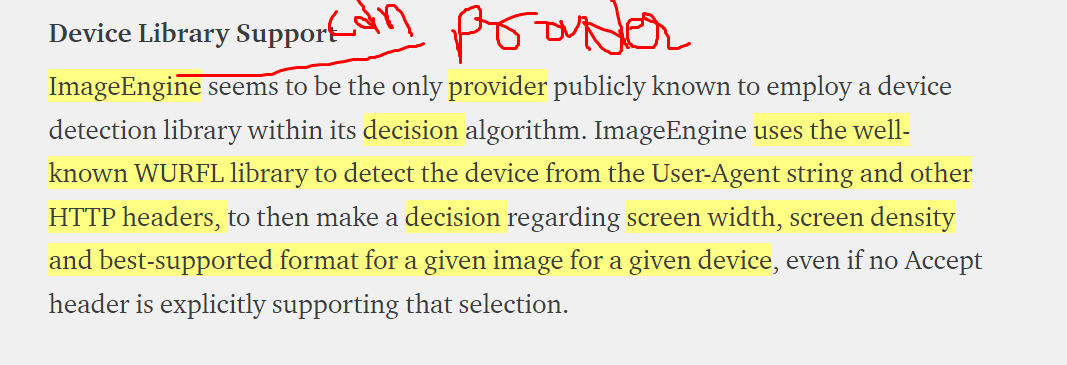 Device Library Support
cdn provider
ImageEngine seems to be the only provider publicly known to employ a device
detection library within its decision algorithm. ImageEngine uses the well-
known WURFL library to detect the device from the User-Agent string and other
HTTP headers, to then make a decision regarding screen width, screen density
and best-supported format for a given image for a given device, even if no Accept
header is explicitly supporting that selection.